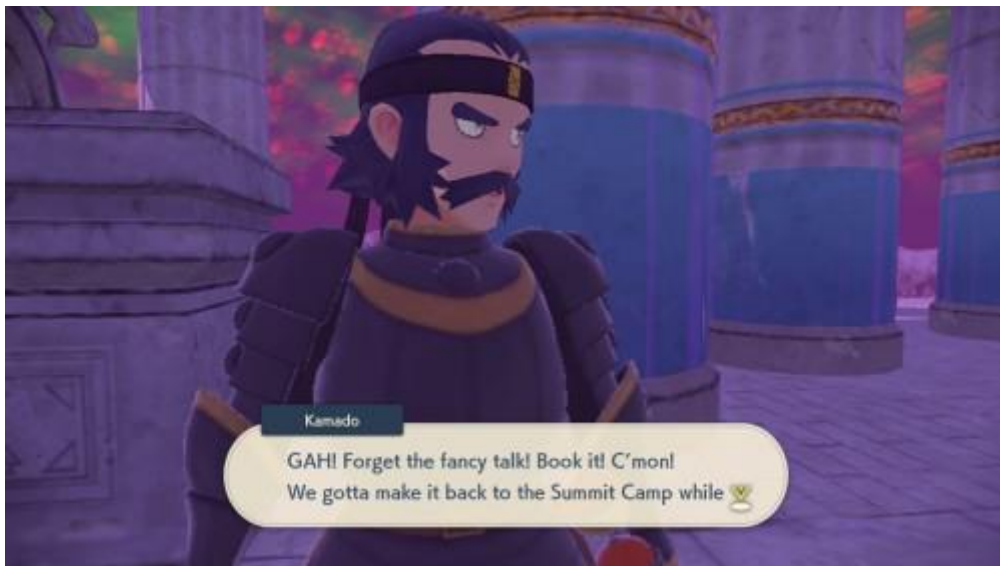 Kamado
GAH! Forget the fancy talk! Book it! C'mon!
We gotta make it back to the Summit Camp while